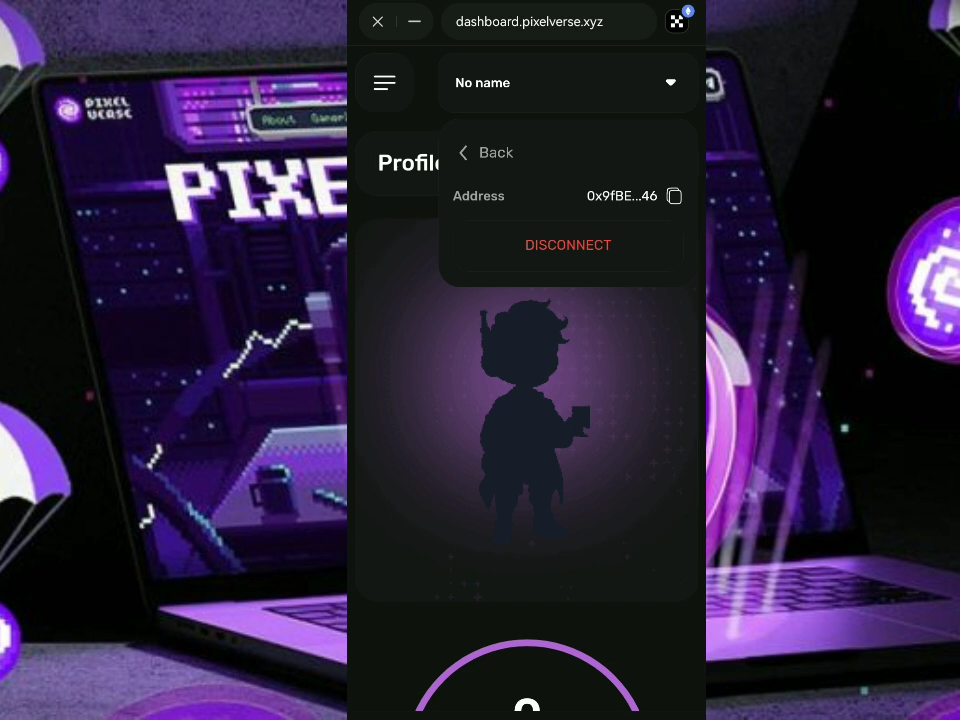 dashboard.pixelverse.xyz
No name
PIXEL
VERSE
About
Back
Profile
PIXE
Address 0x9fBE...46
DISCONNECT